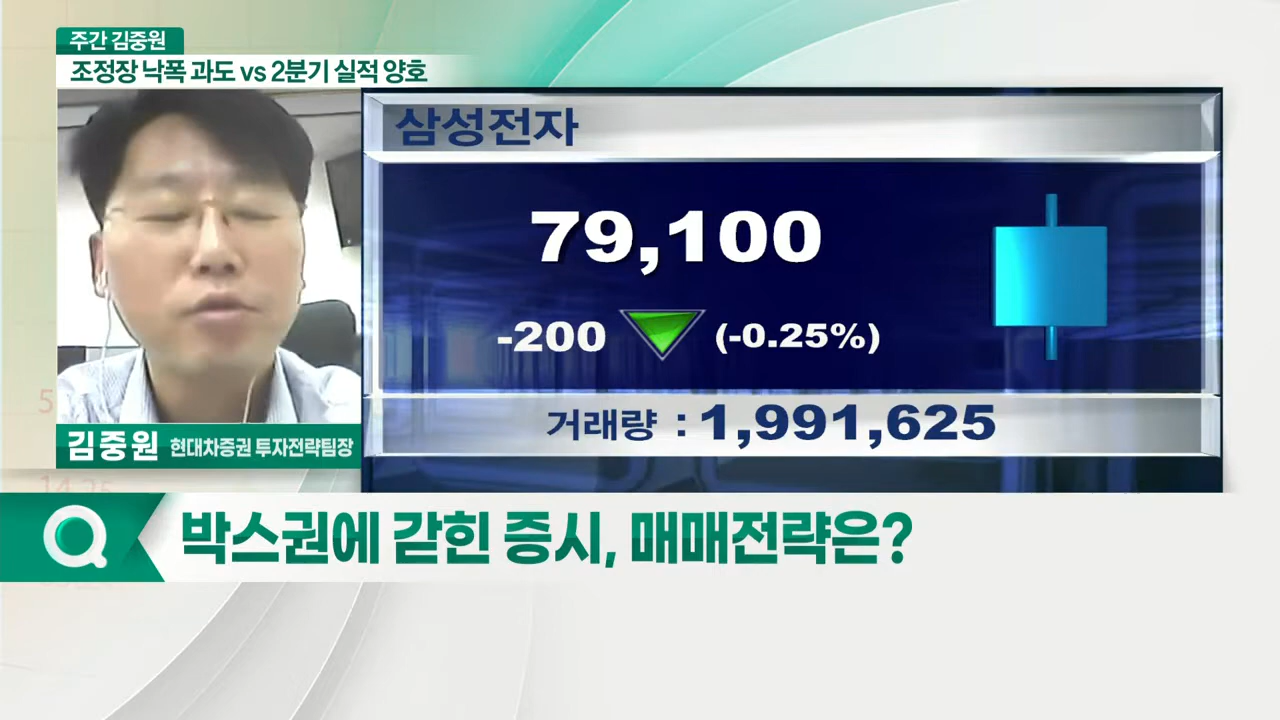 주간 김중원
조정장 낙폭 과도 vs 2분기 실적 양호
삼성전자
79,100
-200 (-0.25%)
거래량 : 1,991,625
김중원 현대차증권 투자전략팀장
Q 박스권에 갇힌 증시, 매매전략은?